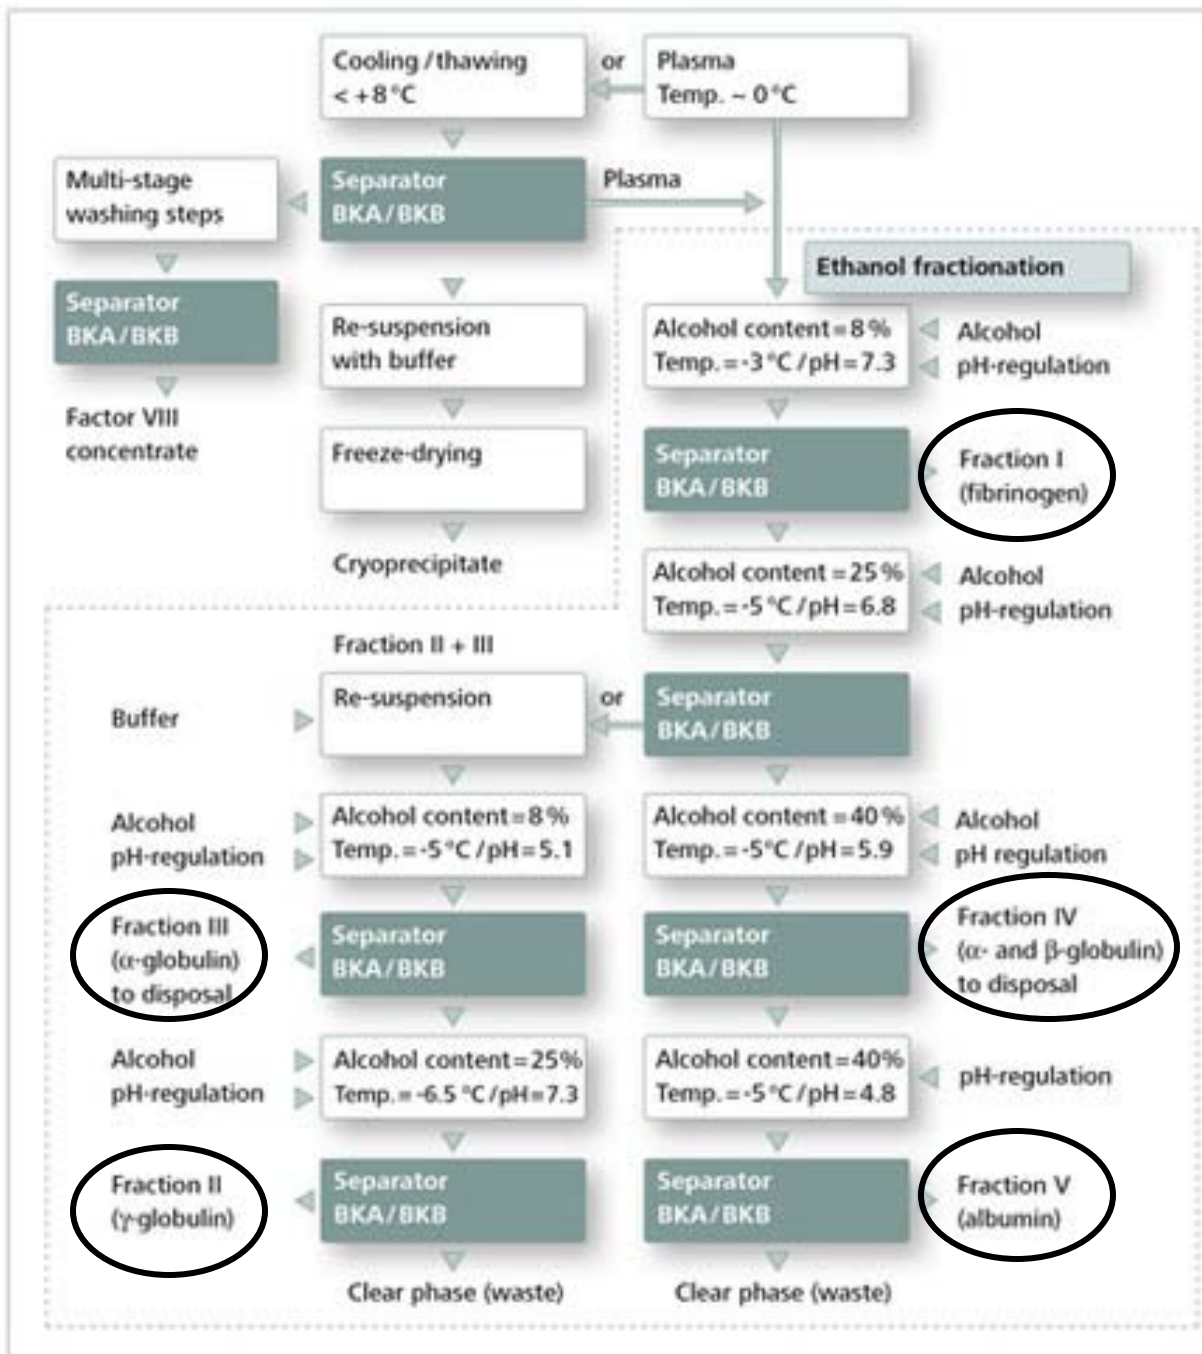 Cooling / thawing
< +8 °C
or
Plasma
Temp. ~ 0 °C
Multi-stage
washing steps
Separator
BKA / BKB
Plasma
Ethanol fractionation
Separator
BKA / BKB
Re-suspension
with buffer
Alcohol content = 8 %
Temp. = -3 °C / pH = 7.3
Alcohol
pH-regulation
Factor VIII
concentrate
Freeze-drying
Separator
BKA / BKB
Fraction I
(fibrinogen)
Cryoprecipitate
Alcohol content = 25 %
Temp. = -5 °C / pH = 6.8
Alcohol
pH-regulation
Fraction II + III
Buffer
Re-suspension
or
Separator
BKA / BKB
Alcohol
pH-regulation
Alcohol content = 8 %
Temp. = -5 °C / pH = 5.1
Alcohol content = 40 %
Temp. = -5 °C / pH = 5.9
Alcohol
pH regulation
Fraction III
(α-globulin)
to disposal
Separator
BKA / BKB
Separator
BKA / BKB
Fraction IV
(α- and β-globulin)
to disposal
Alcohol
pH-regulation
Alcohol content = 25%
Temp. = -6.5 °C / pH = 7.3
Alcohol content = 40%
Temp. = -5 °C / pH = 4.8
pH-regulation
Fraction II
(γ-globulin)
Separator
BKA / BKB
Separator
BKA / BKB
Fraction V
(albumin)
Clear phase (waste)
Clear phase (waste)